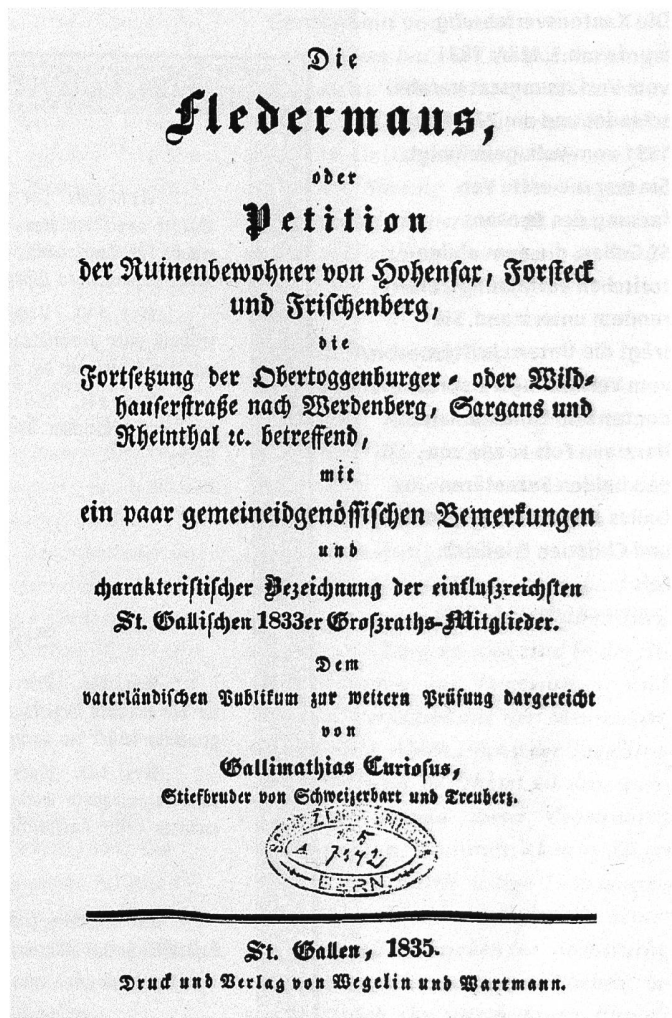 Die
Fledermaus,
oder
Petition
der Ruinenbewohner von Hohensax, Forsteck
und Frischenberg,
die
Fortsetzung der Obertoggenburger- oder Wild-
hauserstraße nach Werdenberg, Sargans und
Rheinthal ꝛc. betreffend,
mit
ein paar gemeineidgenössischen Bemerkungen
und
charakteristischer Bezeichnung der einflußreichsten
St. Gallischen 1833er Großraths-Mitglieder.
Dem
vaterländischen Publikum zur weitern Prüfung dargereicht
von
Gallimathias Curiosus,
Stiefbruder von Schweizerbart und Treuherz.
BERN
St. Gallen, 1835.
Druck und Verlag von Wegelin und Wartmann.